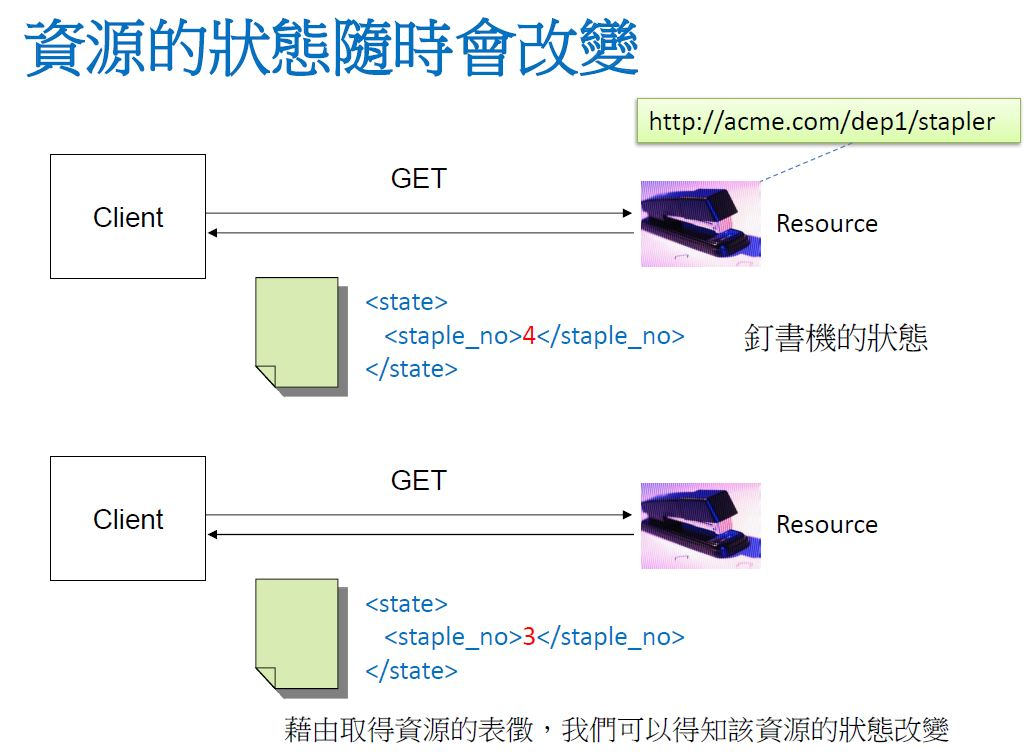 資源的狀態隨時會改變
http://acme.com/dep1/stapler
GET
Client
Resource
<state>
<staple_no>4</staple_no>
</state>
釘書機的狀態
GET
Client
Resource
<state>
<staple_no>3</staple_no>
</state>
藉由取得資源的表徵，我們可以得知該資源的狀態改變